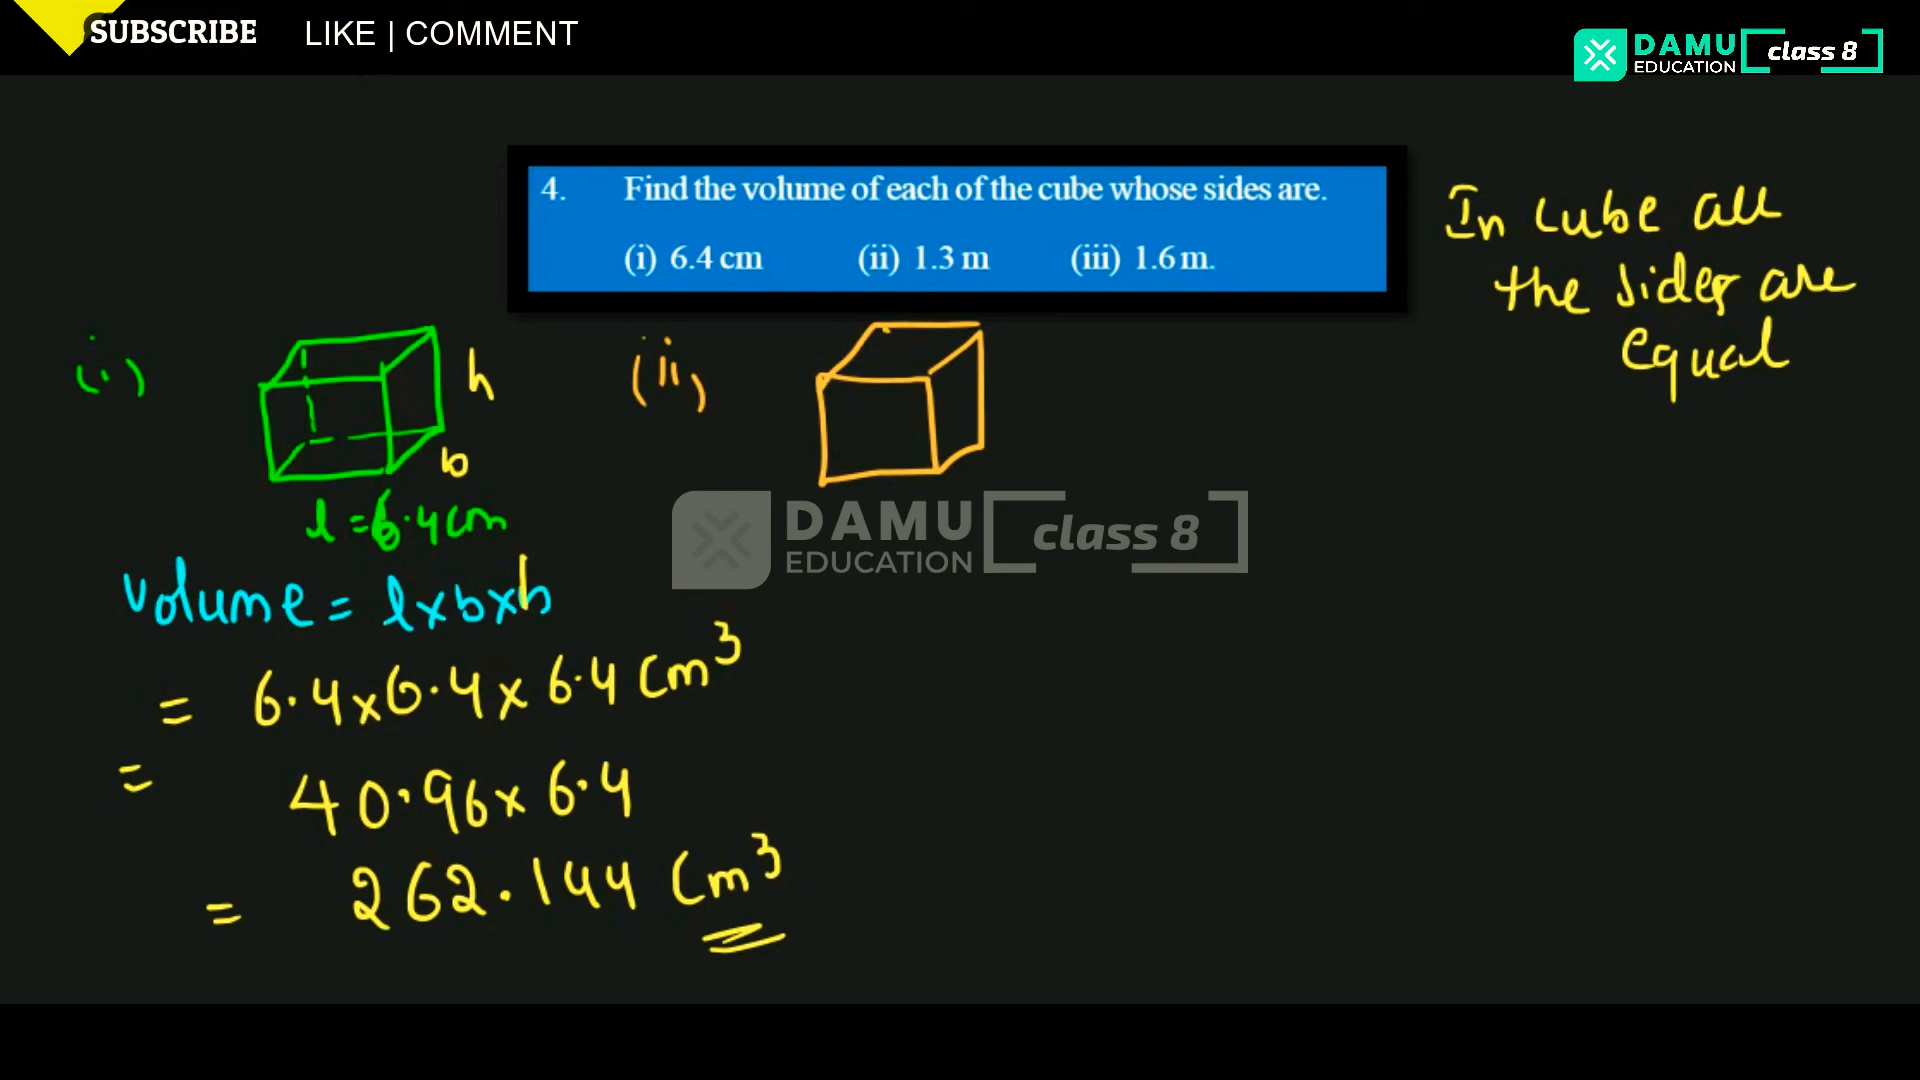 SUBSCRIBE LIKE | COMMENT
DAMU
EDUCATION
class 8
4. Find the volume of each of the cube whose sides are.
(i) 6.4 cm (ii) 1.3 m (iii) 1.6 m.
In cube all
the sides are
equal
(i)
h
b
l = 6.4 cm
(ii)
DAMU
EDUCATION
class 8
Volume = l×b×h
= 6.4×6.4×6.4 Cm³
= 40.96×6.4
= 262.144 Cm³